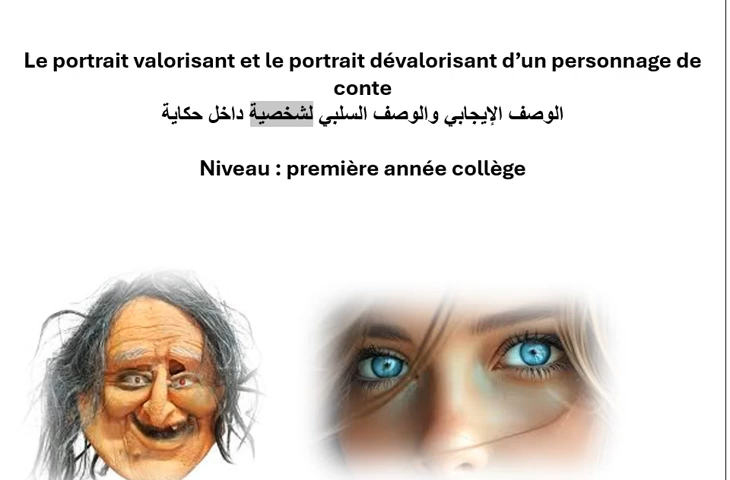 Le portrait valorisant et le portrait dévalorisant d’un personnage de
conte
الوصف الإيجابي والوصف السلبي لشخصية داخل حكاية
Niveau : première année collège